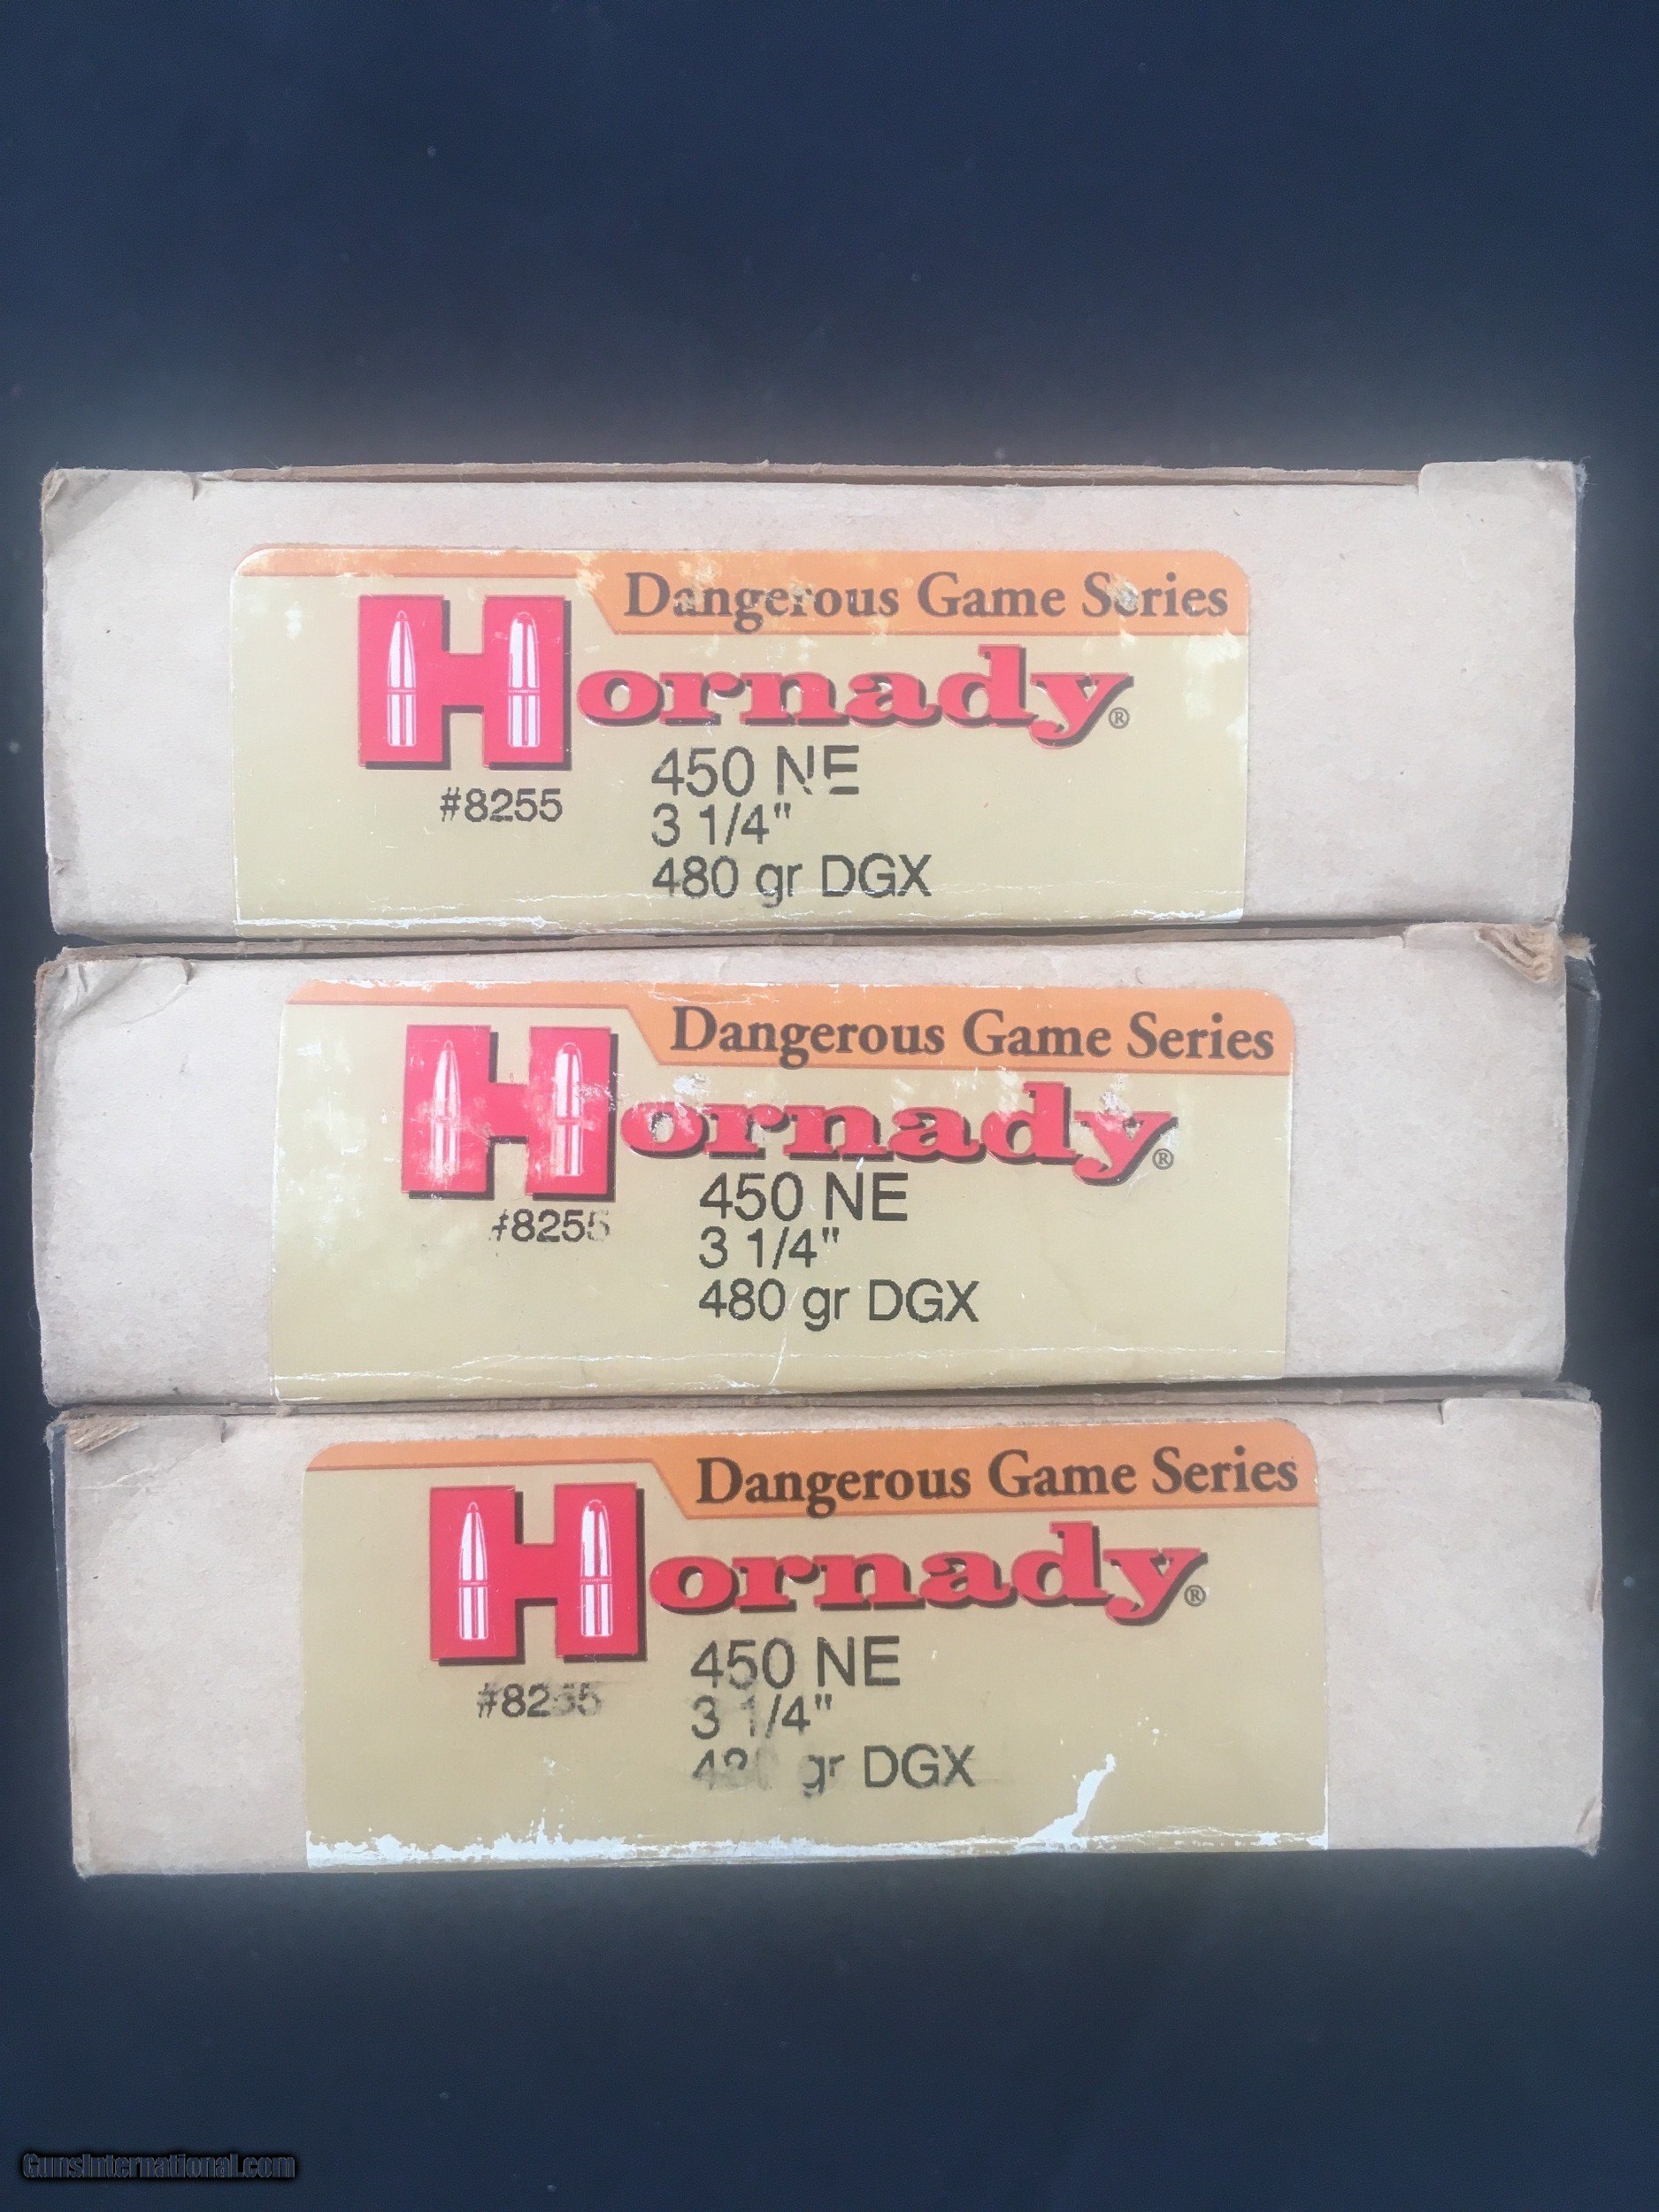 Dangerous Game Series
Hornady®
#8255
450 NE
3 1/4"
480 gr DGX
Dangerous Game Series
Hornady®
#8255
450 NE
3 1/4"
480 gr DGX
Dangerous Game Series
Hornady®
450 NE
3 1/4"
gr DGX
GunsInternational.com